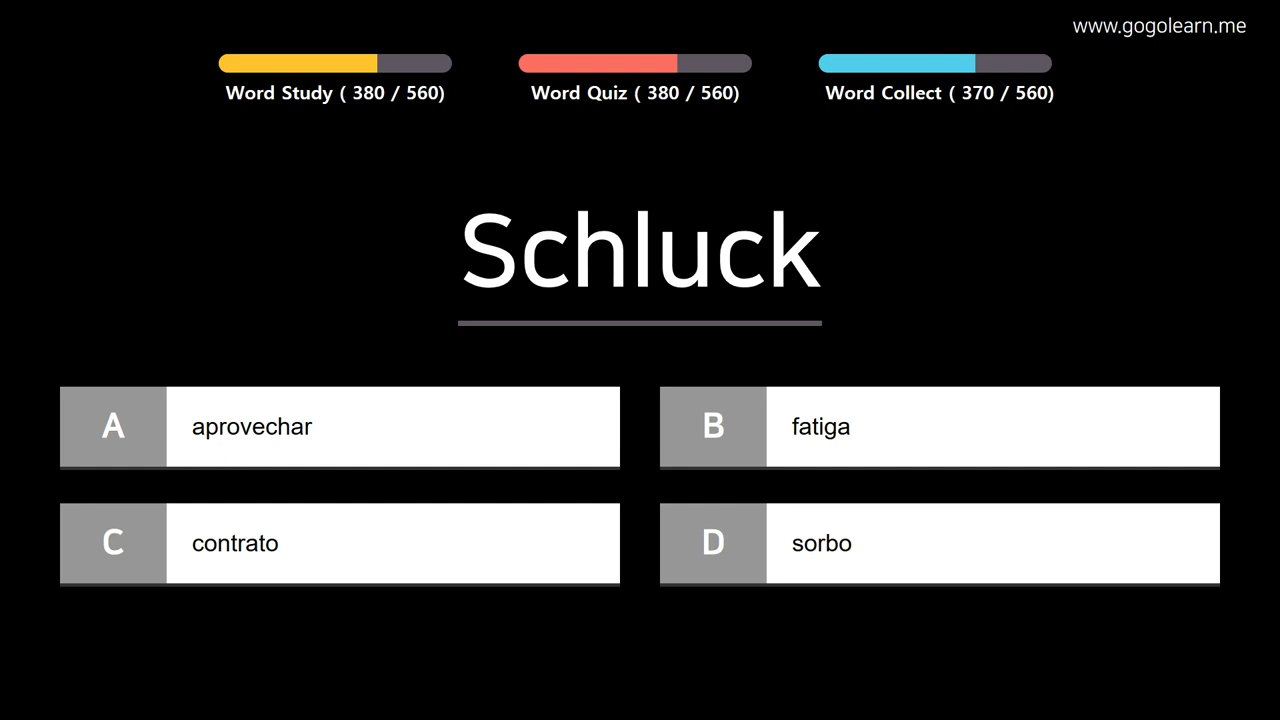 www.gogolearn.me
Word Study ( 380 / 560)
Word Quiz ( 380 / 560)
Word Collect ( 370 / 560)
Schluck
A aprovechar
B fatiga
C contrato
D sorbo